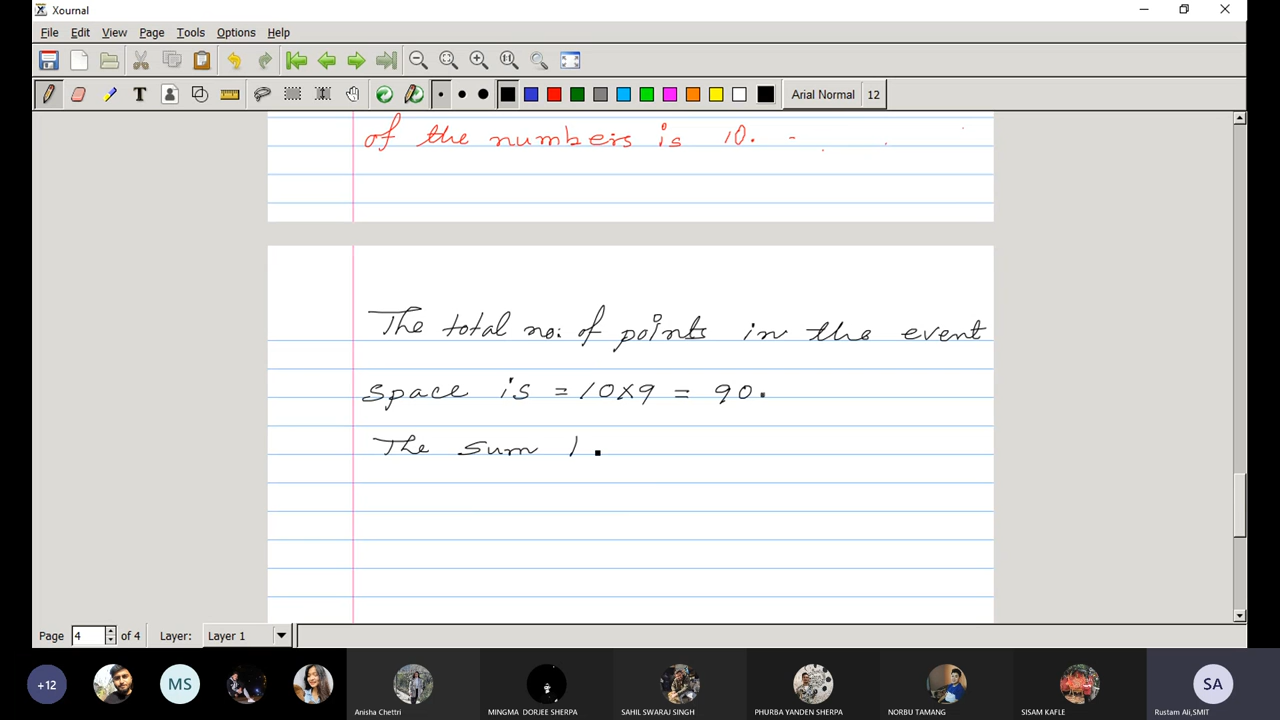 Xournal
File Edit View Page Tools Options Help
Arial Normal 12
of the numbers is 10. -
The total no. of points in the event
space is = 10×9 = 90.
The sum 1
Page 4 of 4 Layer: Layer 1
+12 MS SA
Anisha Chettri MINGMA DORJEE SHERPA SAHIL SWARAJ SINGH PHURBA YANDEN SHERPA NORBU TAMANG SISAM KAFLE Rustam Ali,SMIT